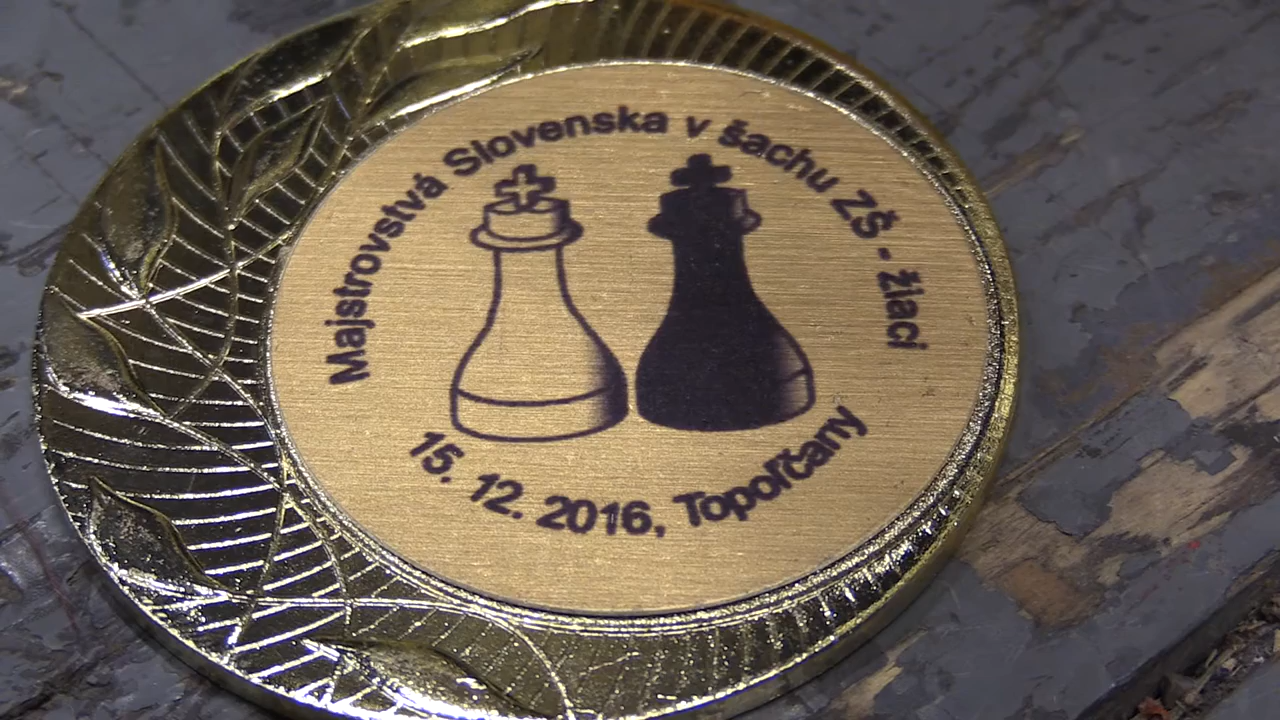 Majstrovstvá Slovenska v šachu ZŠ - žiaci
15. 12. 2016, Topoľčany